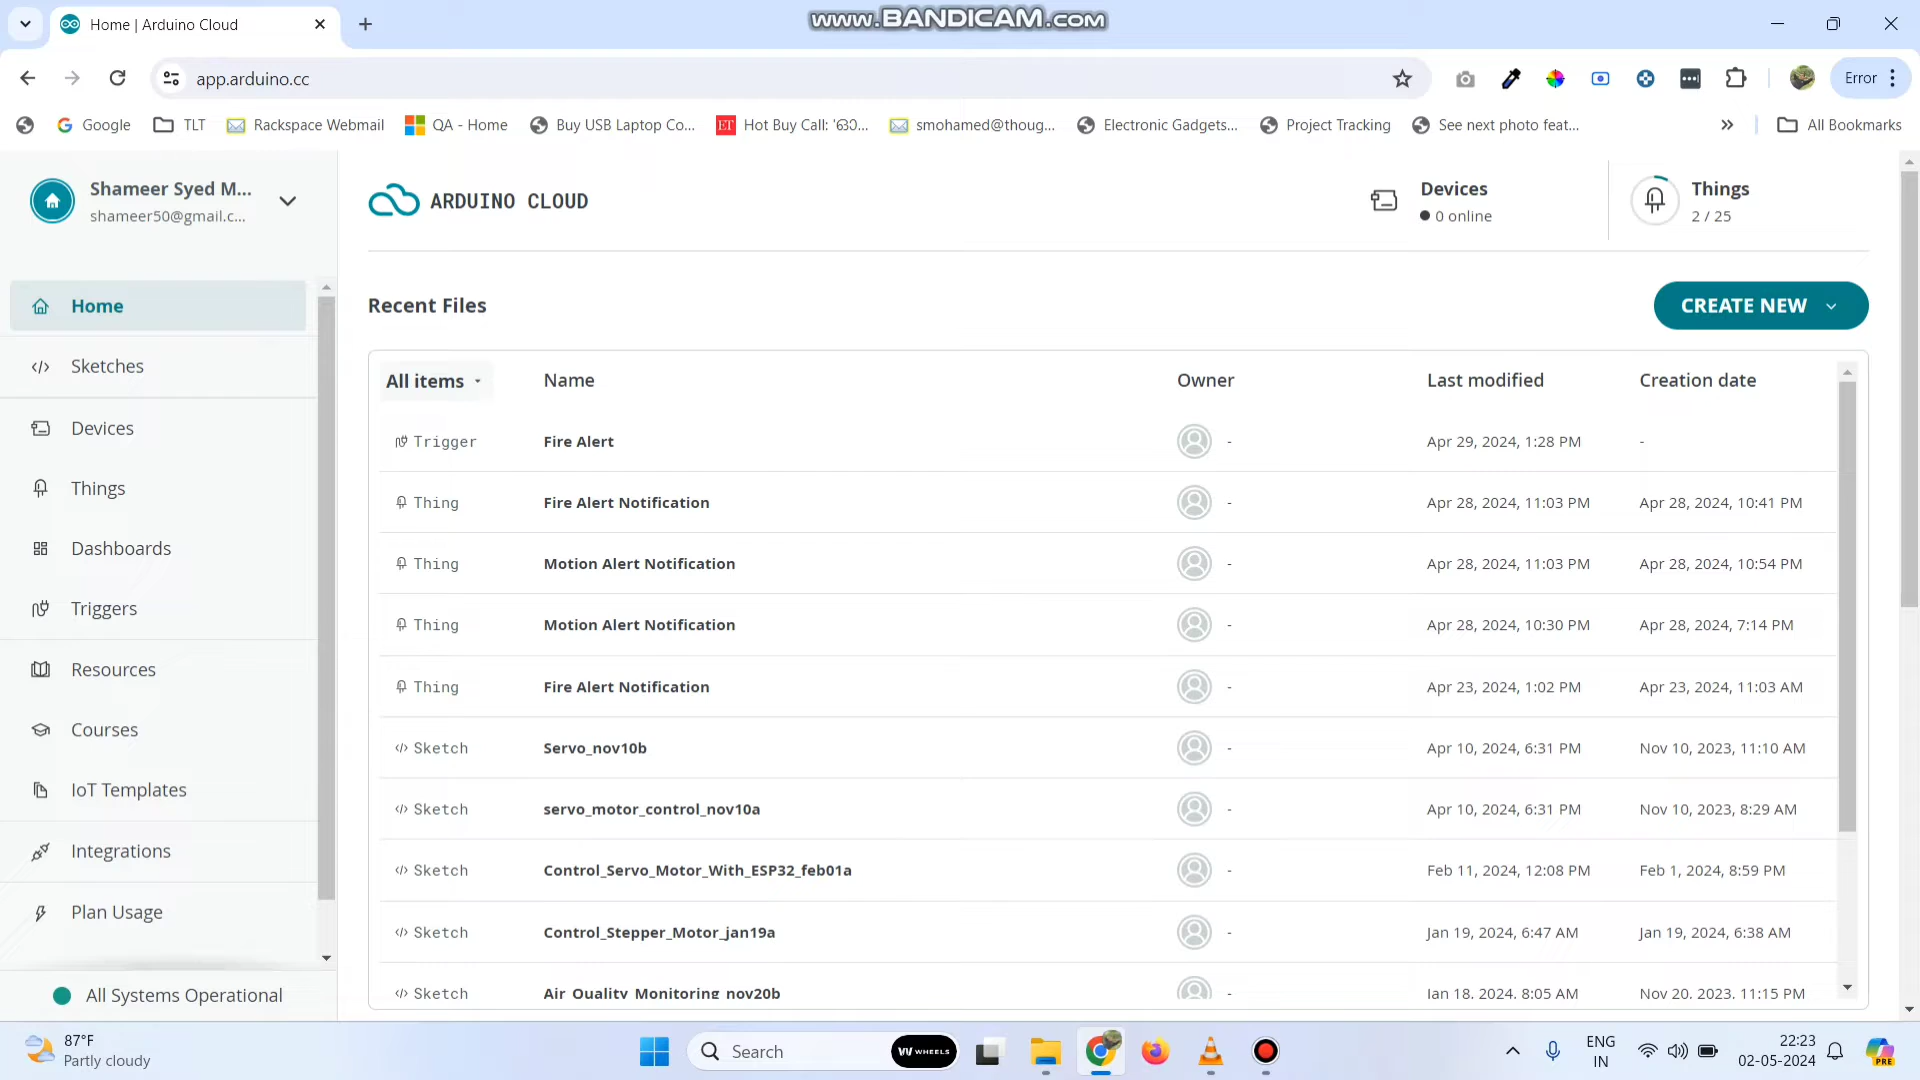 Home | Arduino Cloud
www.BANDICAM.com
app.arduino.cc
Error
Google
TLT
Rackspace Webmail
QA - Home
Buy USB Laptop Co...
ET
Hot Buy Call: 'ദാ...
smohamed@thoug...
Electronic Gadgets...
Project Tracking
See next photo feat...
All Bookmarks
Shameer Syed M...
shameer50@gmail.c...
ARDUINO CLOUD
Devices
0 online
Things
2 / 25
Home
Sketches
Devices
Things
Dashboards
Triggers
Resources
Courses
IoT Templates
Integrations
Plan Usage
All Systems Operational
Recent Files
CREATE NEW
All items Name Owner Last modified Creation date
Trigger Fire Alert - Apr 29, 2024, 1:28 PM -
Thing Fire Alert Notification - Apr 28, 2024, 11:03 PM Apr 28, 2024, 10:41 PM
Thing Motion Alert Notification - Apr 28, 2024, 11:03 PM Apr 28, 2024, 10:54 PM
Thing Motion Alert Notification - Apr 28, 2024, 10:30 PM Apr 28, 2024, 7:14 PM
Thing Fire Alert Notification - Apr 23, 2024, 1:02 PM Apr 23, 2024, 11:03 AM
Sketch Servo_nov10b - Apr 10, 2024, 6:31 PM Nov 10, 2023, 11:10 AM
Sketch servo_motor_control_nov10a - Apr 10, 2024, 6:31 PM Nov 10, 2023, 8:29 AM
Sketch Control_Servo_Motor_With_ESP32_feb01a - Feb 11, 2024, 12:08 PM Feb 1, 2024, 8:59 PM
Sketch Control_Stepper_Motor_jan19a - Jan 19, 2024, 6:47 AM Jan 19, 2024, 6:38 AM
Sketch Air_Quality_Monitoring_nov20b - Jan 18, 2024, 8:05 AM Nov 20, 2023, 11:15 PM
87°F
Partly cloudy
Search
WHEELS
ENG
IN
22:23
02-05-2024
PRE